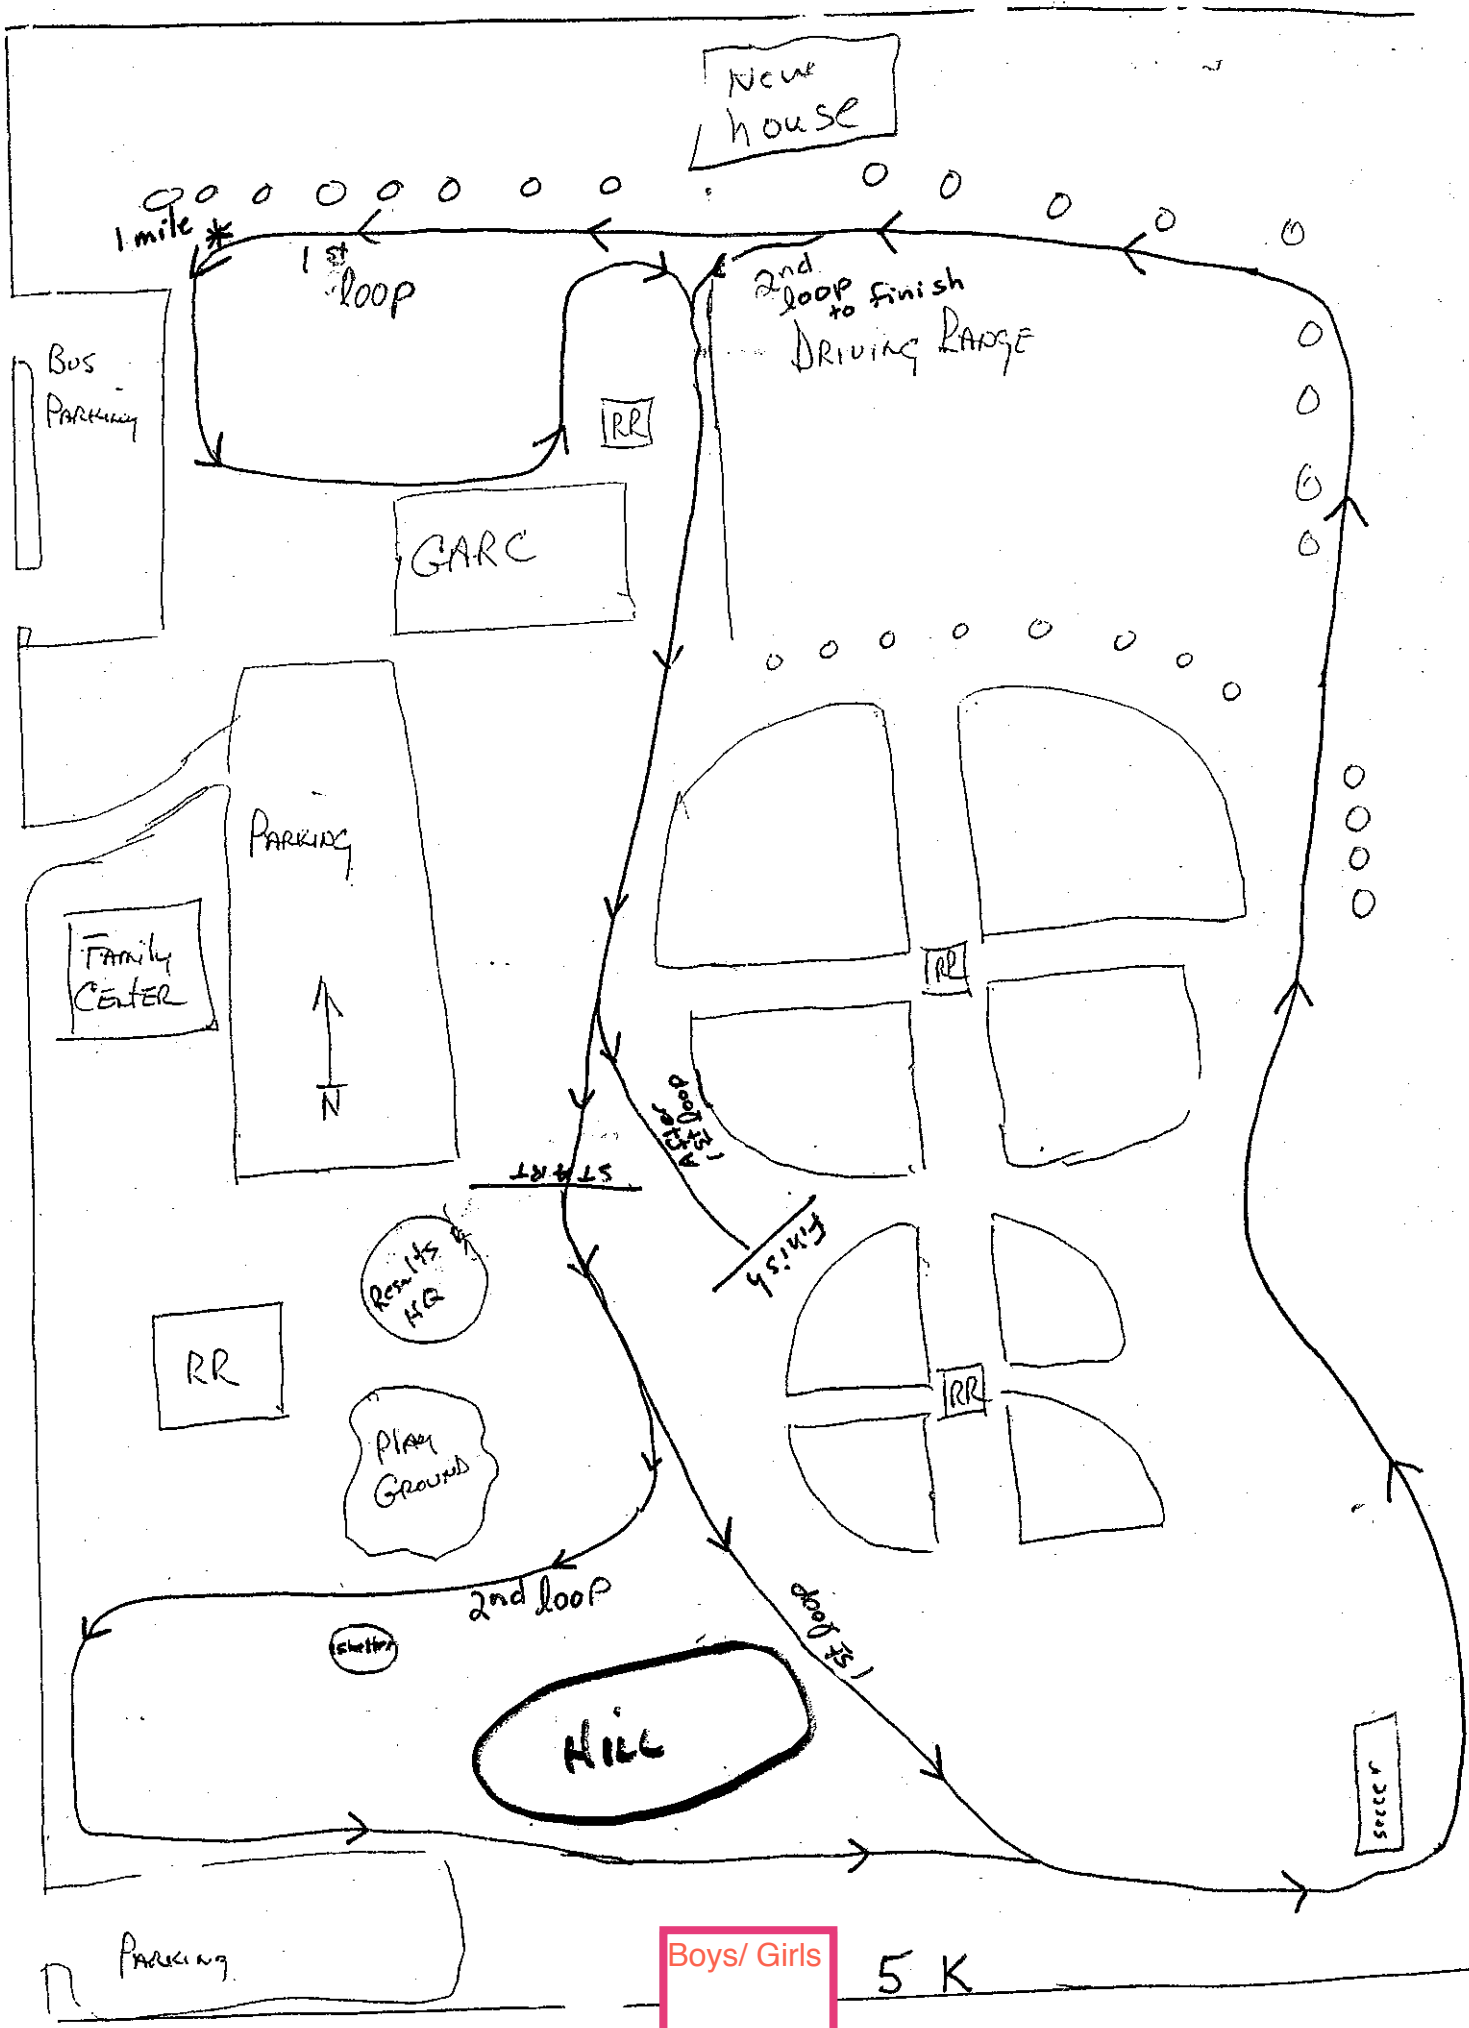 New
house
1 mile *
1st
loop
2nd
loop
to finish
DRIVING RANGE
BUS
PARKING
RR
GARC
PARKING
FAMILY
CENTER
RR
N
After
1st loop
START
Finish
Results
HQ
RR
RR
PLAY
GROUND
2nd loop
1st loop
shelter
HILL
soccer
PARKING
Boys/ Girls
5 K